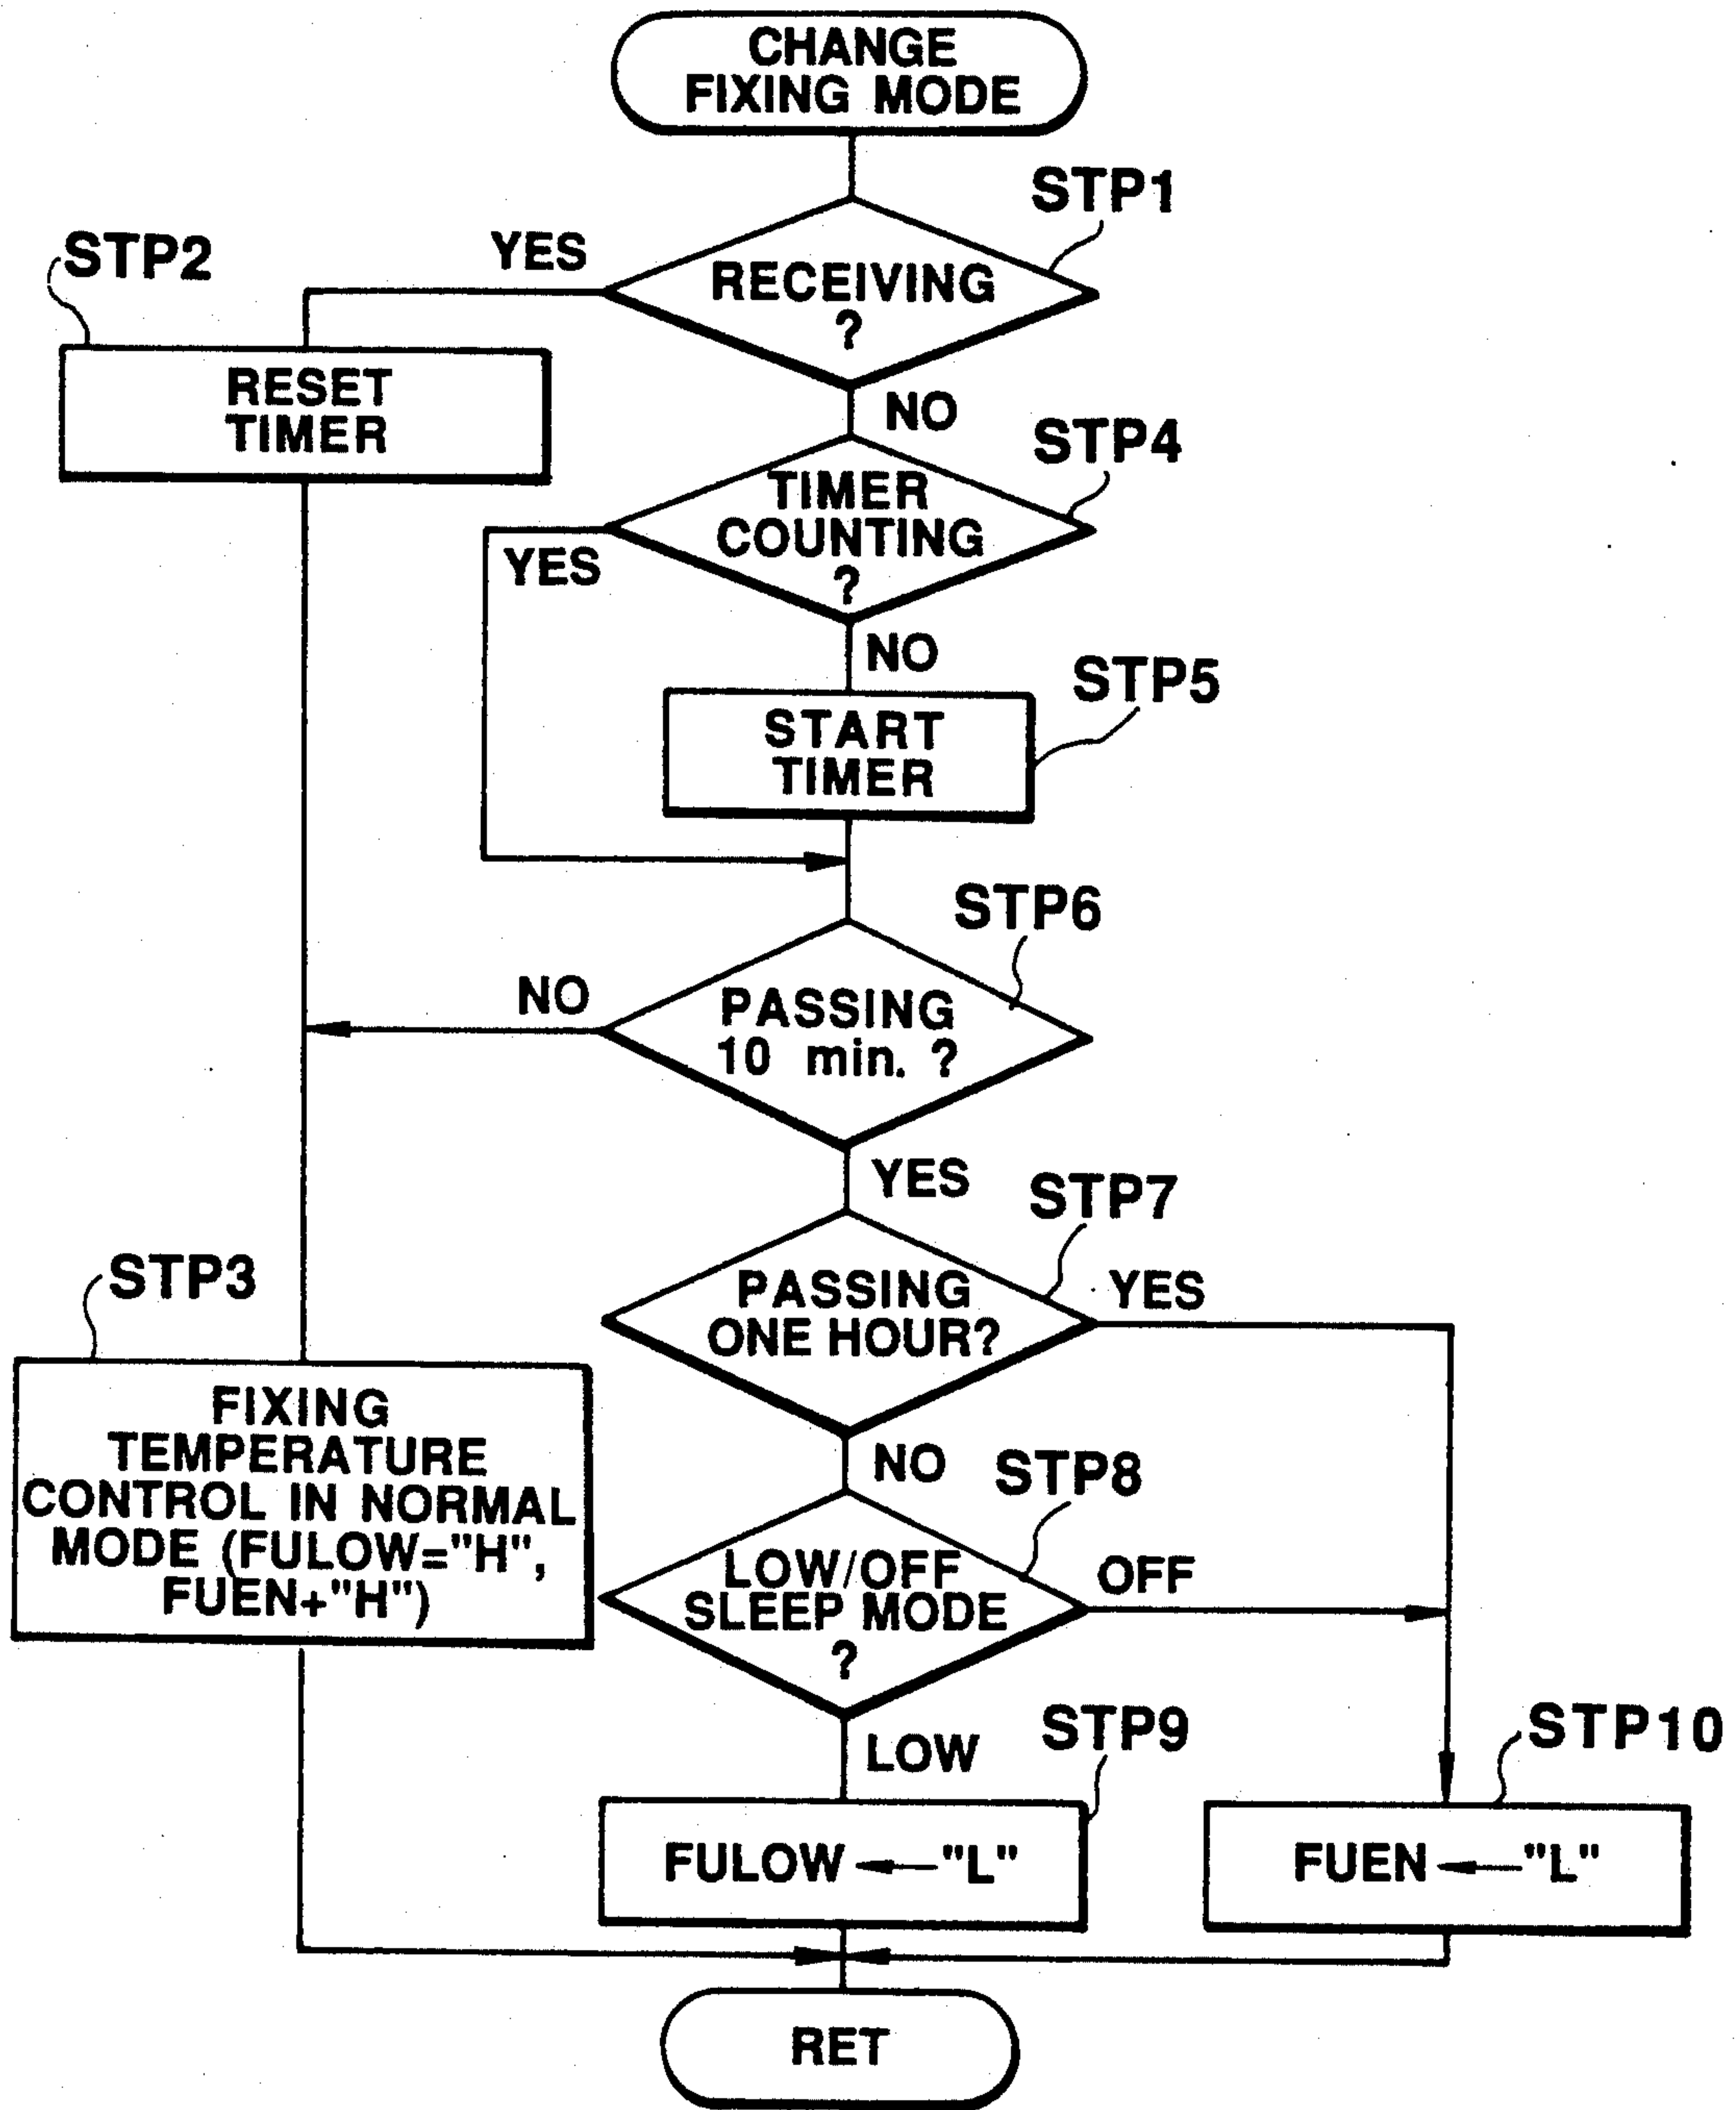 CHANGE
FIXING MODE
STP1
YES
STP2
RECEIVING
?
RESET
TIMER
NO
STP4
TIMER
COUNTING
?
YES
NO
STP5
START
TIMER
STP6
NO
PASSING
10 min. ?
YES
STP7
STP3
PASSING
ONE HOUR?
YES
FIXING
TEMPERATURE
CONTROL IN NORMAL
MODE (FULOW="H",
FUEN+"H")
NO
STP8
LOW/OFF
SLEEP MODE
?
OFF
LOW
STP9
STP10
FULOW ← "L"
FUEN ← "L"
RET